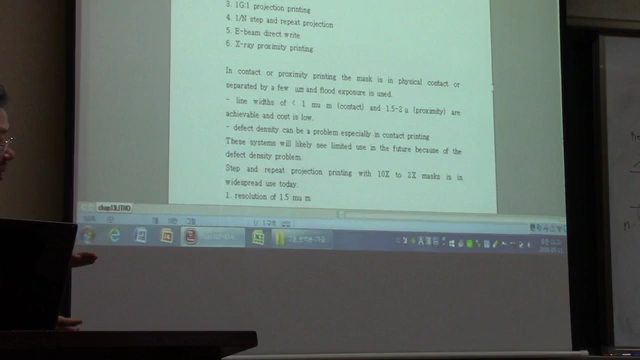 3. 1G:1 projection printing
4. 1/N step and repeat projection
5. E-beam direct write
6. X-ray proximity printing
In contact or proximity printing the mask is in physical contact or
separated by a few um and flood exposure is used.
- line widths of < 1 mu m (contact) and 1.5-2 μ (proximity) are
achievable and cost is low.
- defect density can be a problem especially in contact printing
These systems will likely see limited use in the future because of the
defect density problem.
Step and repeat projection printing with 10X to 2X masks is in
widespread use today.
1. resolution of 1.5 mu m